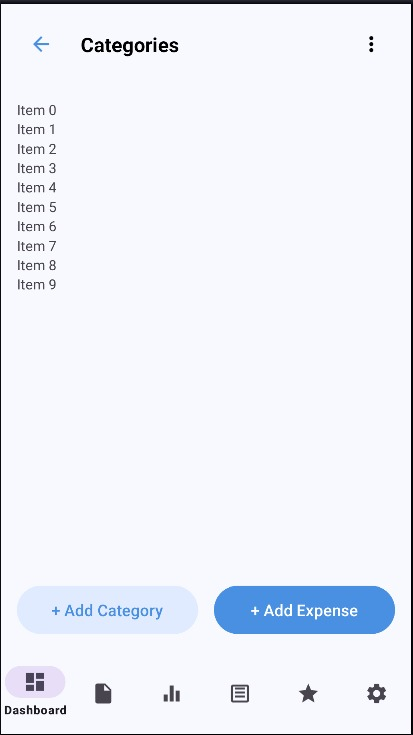 Categories
Item 0
Item 1
Item 2
Item 3
Item 4
Item 5
Item 6
Item 7
Item 8
Item 9
+ Add Category
+ Add Expense
Dashboard